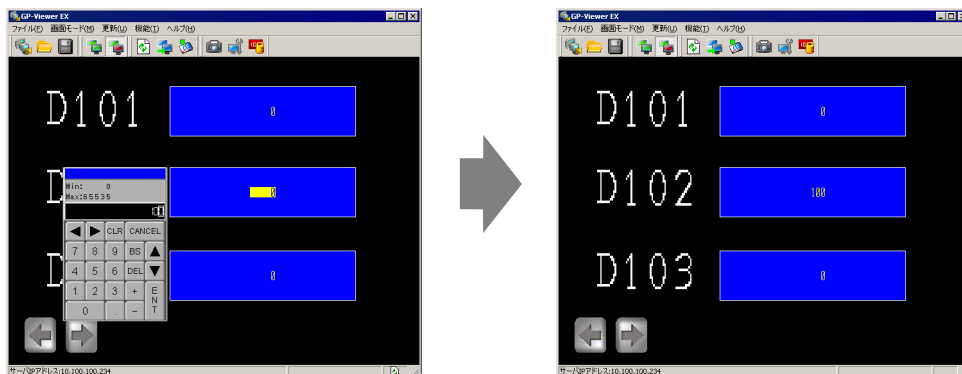 GP-Viewer EX
ファイル(F) 画面モード(M) 更新(U) 機能(T) ヘルプ(H)
D101
0
D
Min: 0
Max:65535
0
CLR CANCEL
7 8 9 BS
4 5 6 DEL
1 2 3 + ENT
0 . -
D
0
サーバIPアドレス:10.100.100.234
GP-Viewer EX
ファイル(F) 画面モード(M) 更新(U) 機能(T) ヘルプ(H)
D101
0
D102
100
D103
0
サーバIPアドレス:10.100.100.234